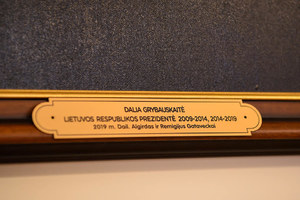 DALIA GRYBAUSKAITĖ
LIETUVOS RESPUBLIKOS PREZIDENTĖ 2009-2014, 2014-2019
2019 m. Dail. Algirdas ir Remigijus Gataveckai